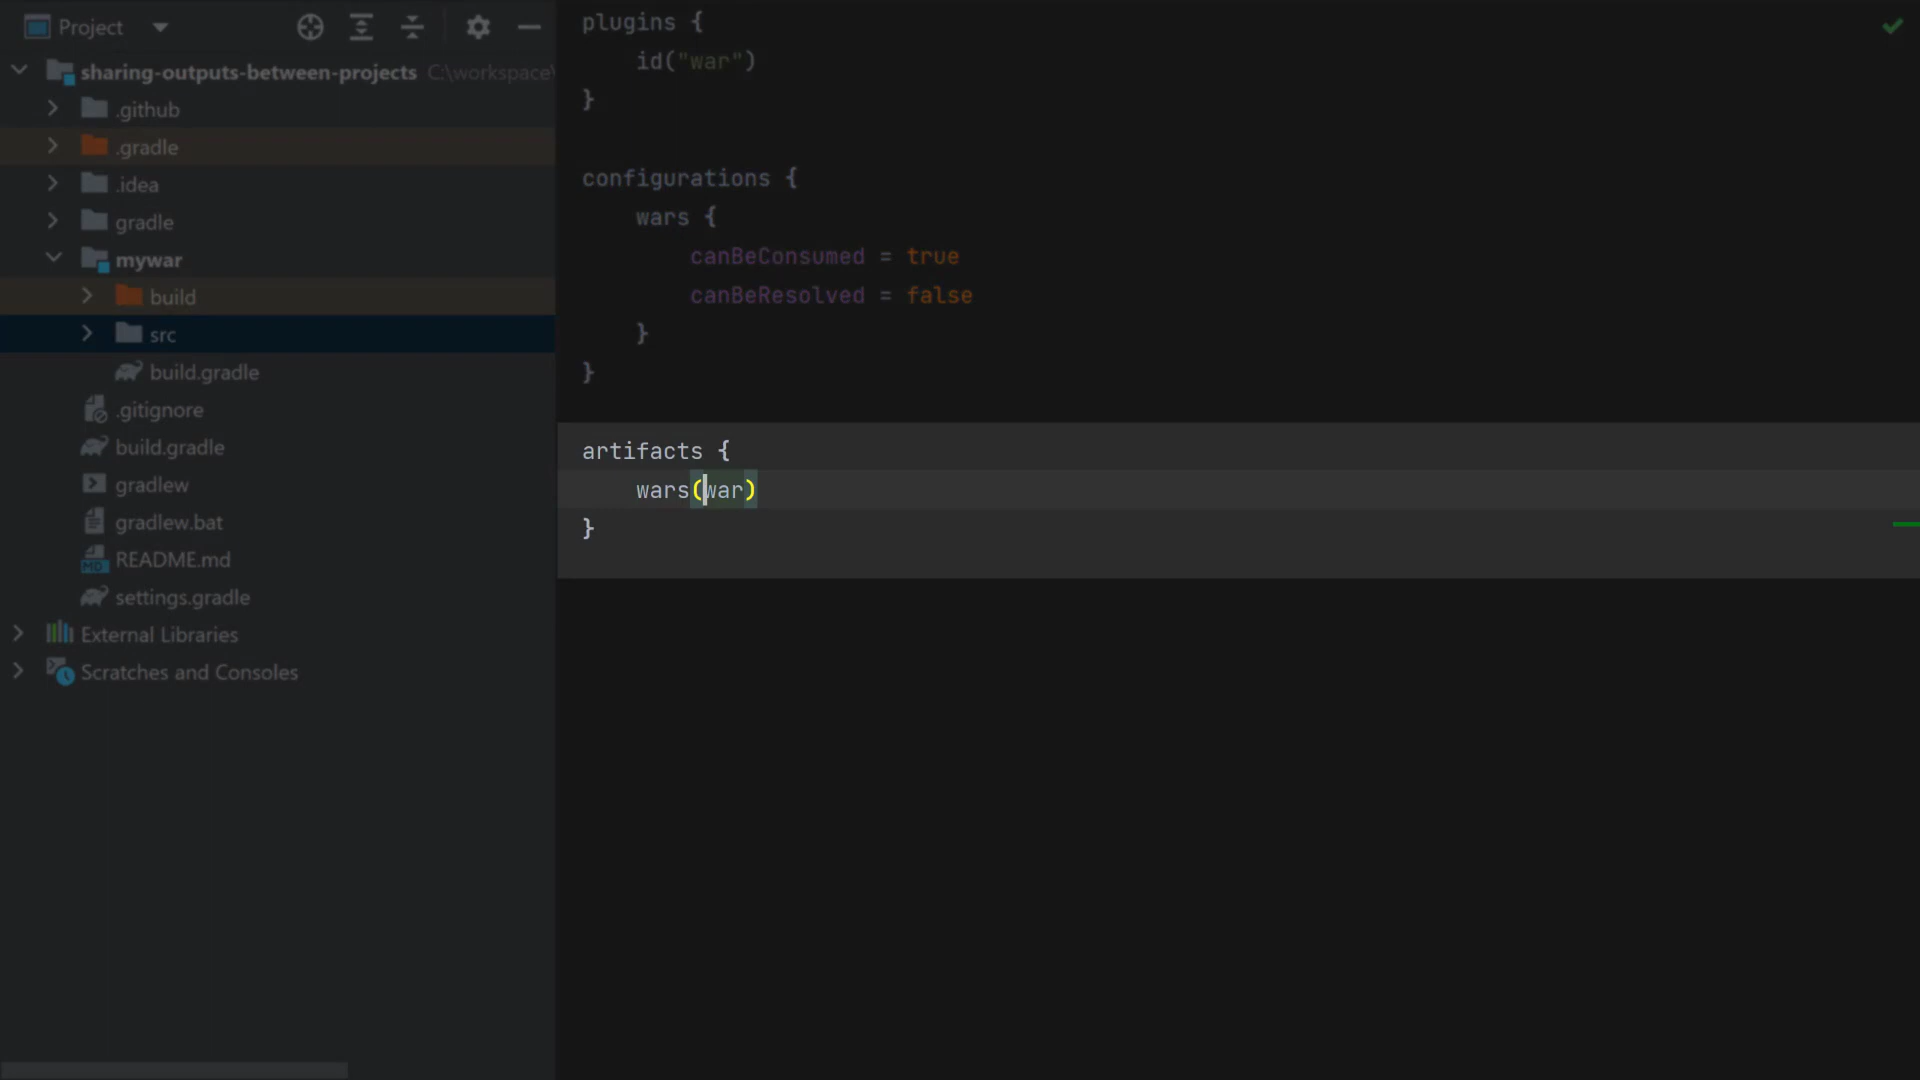 Project
sharing-outputs-between-projects C:\workspace\
.github
.gradle
.idea
gradle
mywar
build
src
build.gradle
.gitignore
build.gradle
gradlew
gradlew.bat
MD README.md
settings.gradle
External Libraries
Scratches and Consoles
plugins {
    id("war")
}
configurations {
    wars {
        canBeConsumed = true
        canBeResolved = false
    }
}
artifacts {
    wars(war)
}